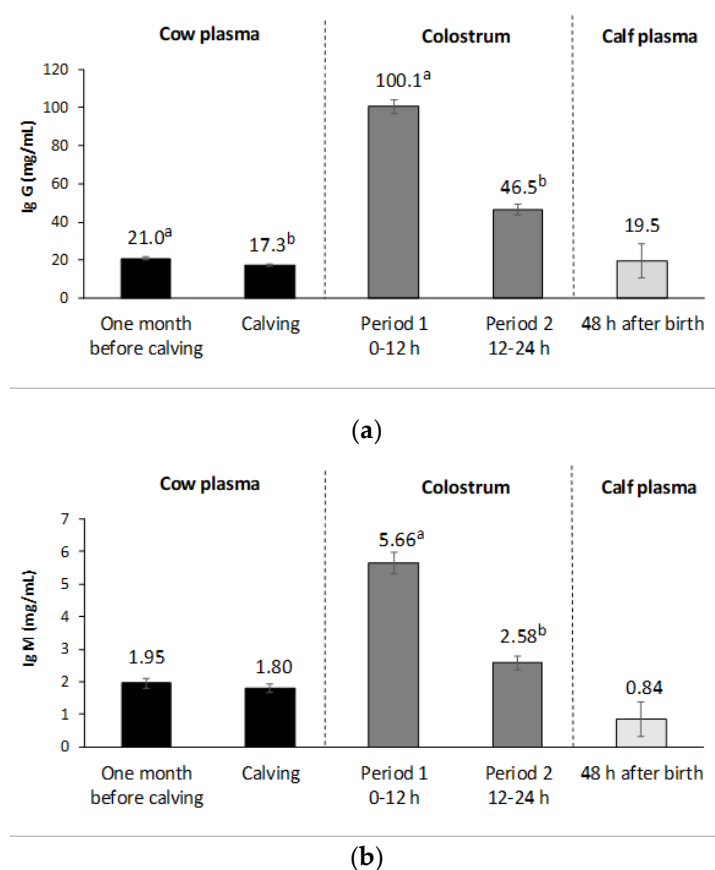 Cow plasma Colostrum Calf plasma
Ig G (mg/mL)
120
100
80
60
40
20
0
21.0a 17.3b 100.1a 46.5b 19.5
One month Calving Period 1 Period 2 48 h after birth
before calving 0-12 h 12-24 h
(a)
Cow plasma Colostrum Calf plasma
Ig M (mg/mL)
7
6
5
4
3
2
1
0
1.95 1.80 5.66a 2.58b 0.84
One month Calving Period 1 Period 2 48 h after birth
before calving 0-12 h 12-24 h
(b)